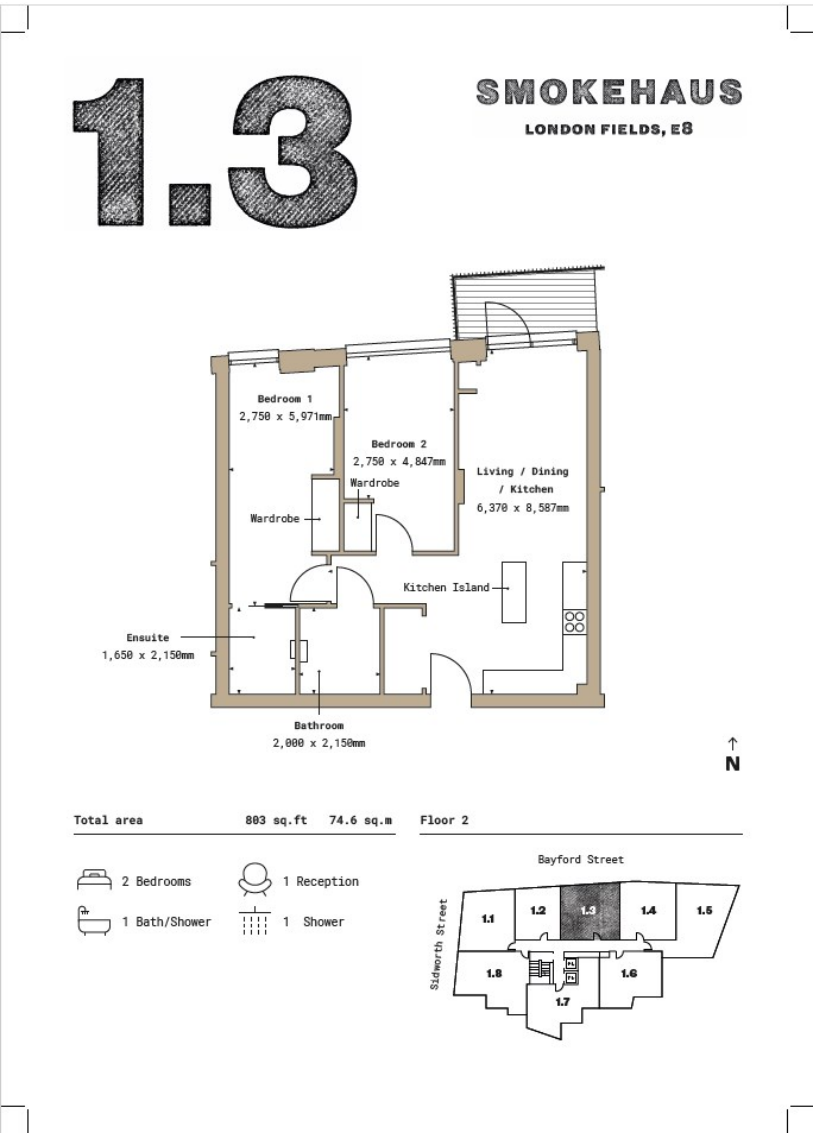 1.3
SMOKEHAUS
LONDON FIELDS, E8
Bedroom 1
2,750 x 5,971mm
Bedroom 2
2,750 x 4,847mm
Wardrobe
Living / Dining
/ Kitchen
6,370 x 8,587mm
Wardrobe
Kitchen Island
Ensuite
1,650 x 2,150mm
Bathroom
2,000 x 2,150mm
N
Total area 803 sq.ft 74.6 sq.m
Floor 2
2 Bedrooms
1 Reception
1 Bath/Shower
1 Shower
Bayford Street
Sidworth Street
1.1
1.2
1.3
1.4
1.5
1.8
1.6
1.7